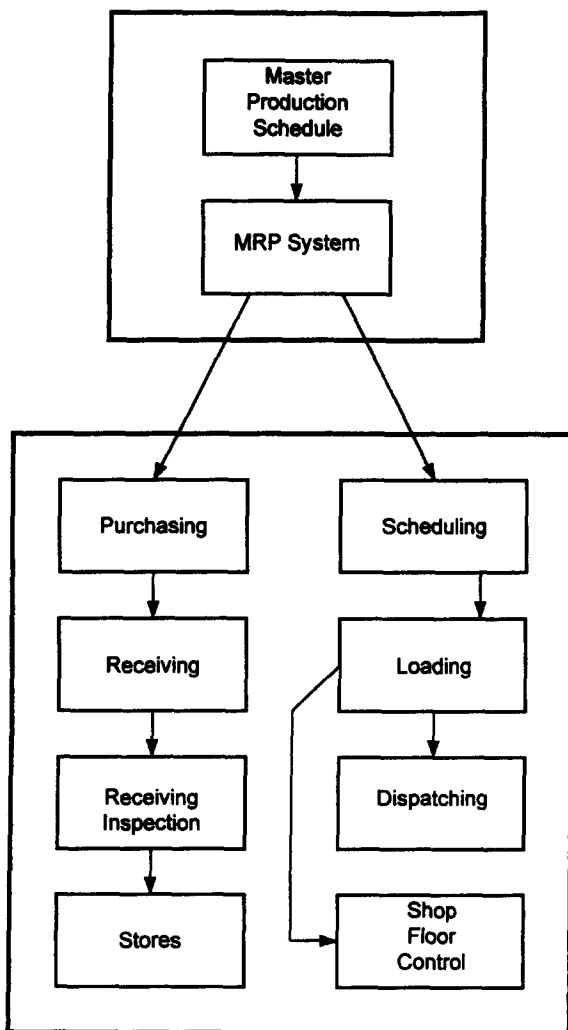 Master
Production
Schedule
MRP System
Purchasing
Scheduling
Receiving
Loading
Receiving
Inspection
Dispatching
Stores
Shop
Floor
Control